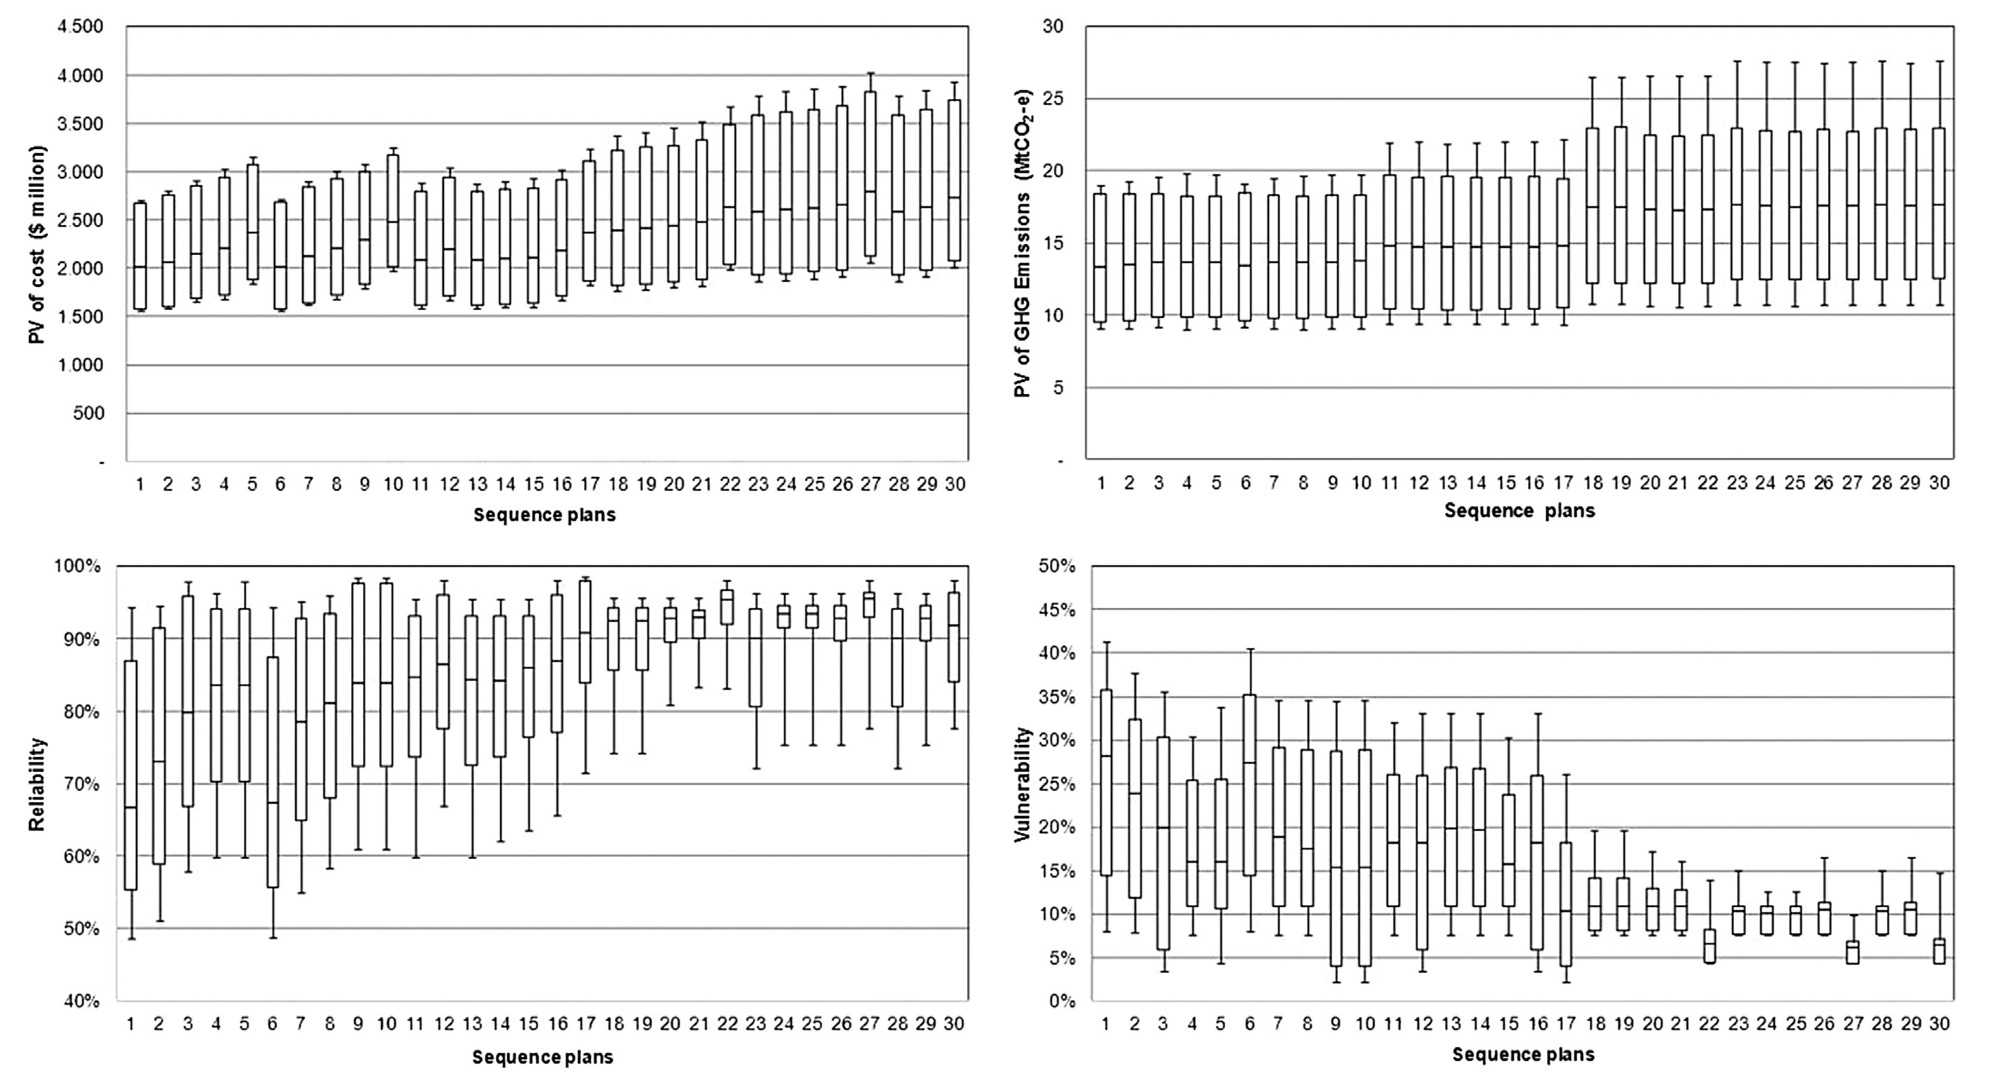 PV of cost ($ million)
4.500
4.000
3.500
3.000
2.500
2.000
1.500
1.000
500
-
1 2 3 4 5 6 7 8 9 10 11 12 13 14 15 16 17 18 19 20 21 22 23 24 25 26 27 28 29 30
Sequence plans
PV of GHG Emissions (MtCO2-e)
30
25
20
15
10
5
-
1 2 3 4 5 6 7 8 9 10 11 12 13 14 15 16 17 18 19 20 21 22 23 24 25 26 27 28 29 30
Sequence plans
Reliability
100%
90%
80%
70%
60%
50%
40%
1 2 3 4 5 6 7 8 9 10 11 12 13 14 15 16 17 18 19 20 21 22 23 24 25 26 27 28 29 30
Sequence plans
Vulnerability
50%
45%
40%
35%
30%
25%
20%
15%
10%
5%
0%
1 2 3 4 5 6 7 8 9 10 11 12 13 14 15 16 17 18 19 20 21 22 23 24 25 26 27 28 29 30
Sequence plans